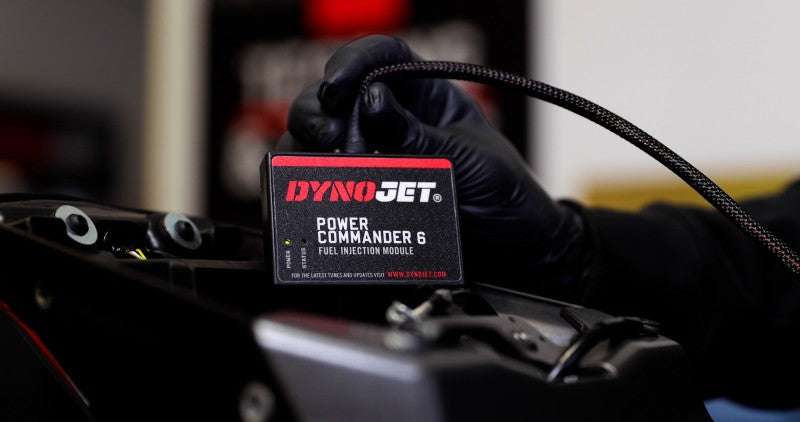 DYNOJET®
POWER
COMMANDER 6
FUEL INJECTION MODULE
POWER
STATUS
FOR THE LATEST TUNES AND UPDATES VISIT WWW.DYNOJET.COM